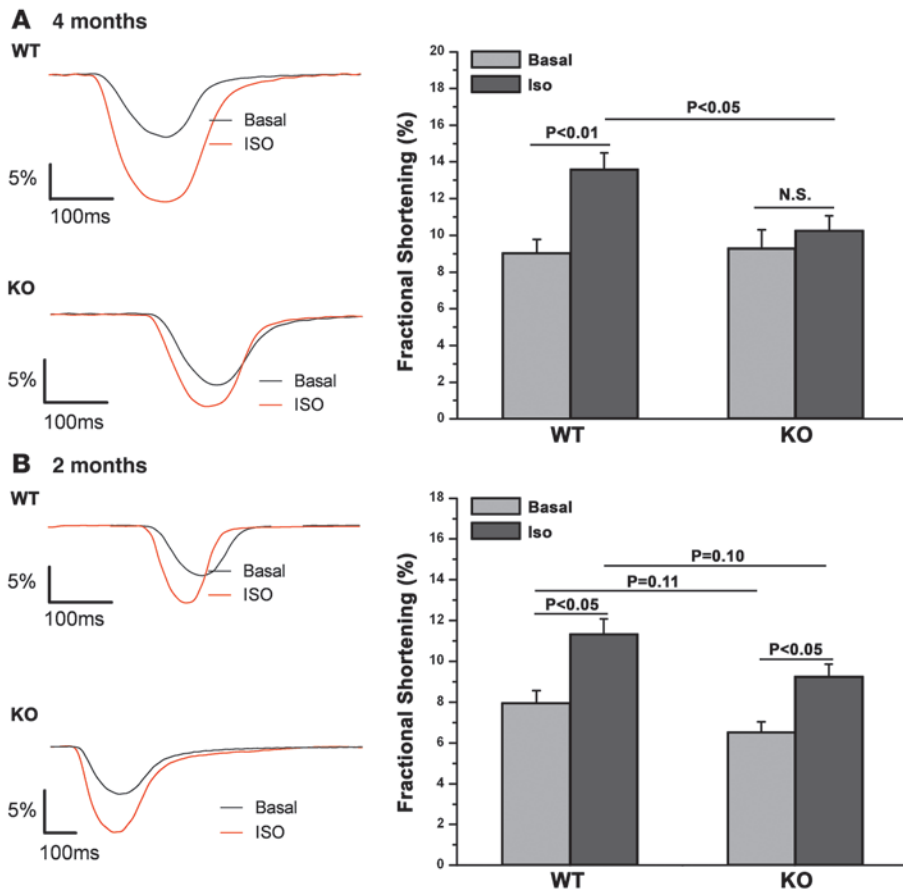 A 4 months
WT
Basal
ISO
5%
100ms
KO
Basal
ISO
5%
100ms
Fractional Shortening (%)
20
18
16
14
12
10
8
6
4
2
0
Basal
Iso
P<0.05
P<0.01
N.S.
WT
KO
B 2 months
WT
Basal
ISO
5%
100ms
KO
Basal
ISO
5%
100ms
Fractional Shortening (%)
18
16
14
12
10
8
6
4
2
0
Basal
Iso
P=0.10
P=0.11
P<0.05
P<0.05
WT
KO